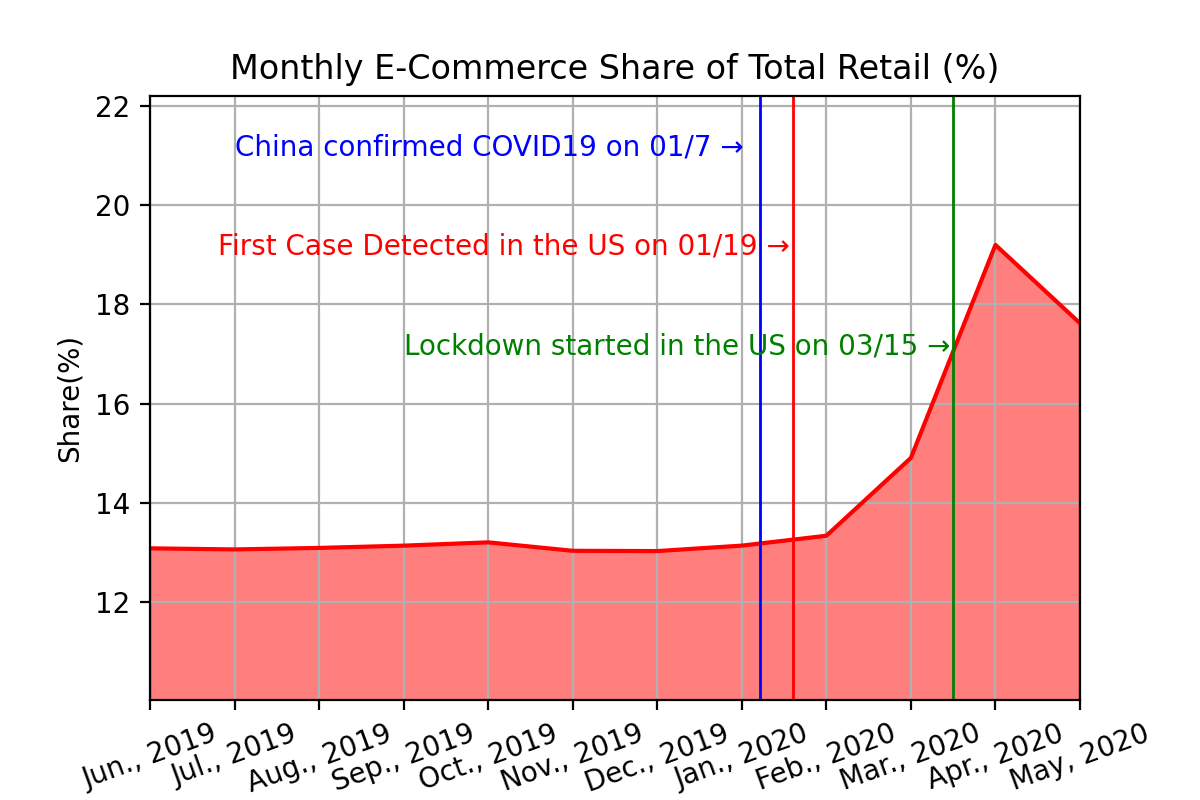 Monthly E-Commerce Share of Total Retail (%)
22
China confirmed COVID19 on 01/7 →
20
First Case Detected in the US on 01/19 →
18
Lockdown started in the US on 03/15 →
Share(%)
16
14
12
Jun., 2019
Jul., 2019
Aug., 2019
Sep., 2019
Oct., 2019
Nov., 2019
Dec., 2019
Jan., 2020
Feb., 2020
Mar., 2020
Apr., 2020
May, 2020